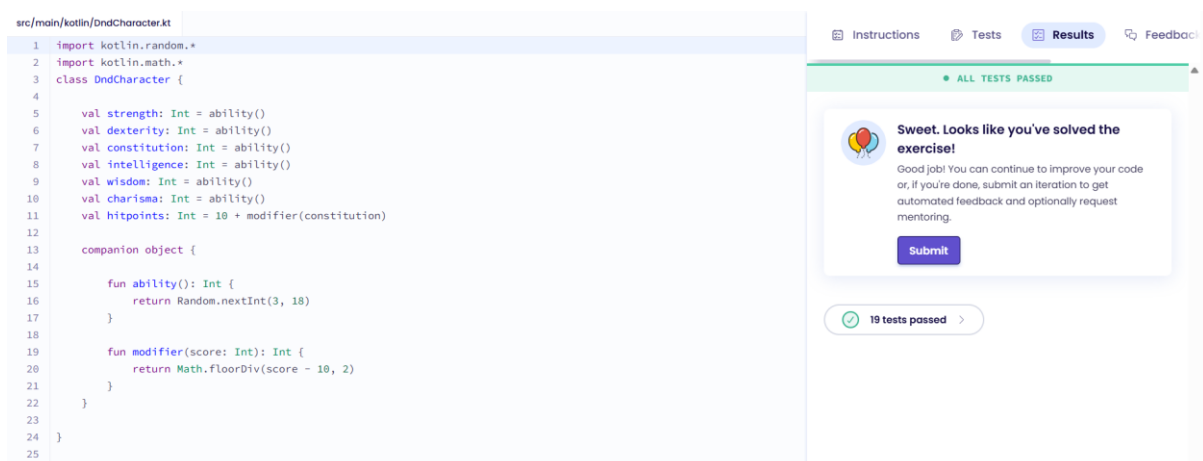 src/main/kotlin/DndCharacter.kt
1 import kotlin.random.*
2 import kotlin.math.*
3 class DndCharacter {
4
5     val strength: Int = ability()
6     val dexterity: Int = ability()
7     val constitution: Int = ability()
8     val intelligence: Int = ability()
9     val wisdom: Int = ability()
10     val charisma: Int = ability()
11     val hitpoints: Int = 10 + modifier(constitution)
12
13     companion object {
14
15         fun ability(): Int {
16             return Random.nextInt(3, 18)
17         }
18
19         fun modifier(score: Int): Int {
20             return Math.floorDiv(score - 10, 2)
21         }
22     }
23
24 }
25
Instructions
Tests
Results
Feedbac
ALL TESTS PASSED
Sweet. Looks like you've solved the
exercise!
Good job! You can continue to improve your code
or, if you're done, submit an iteration to get
automated feedback and optionally request
mentoring.
Submit
19 tests passed